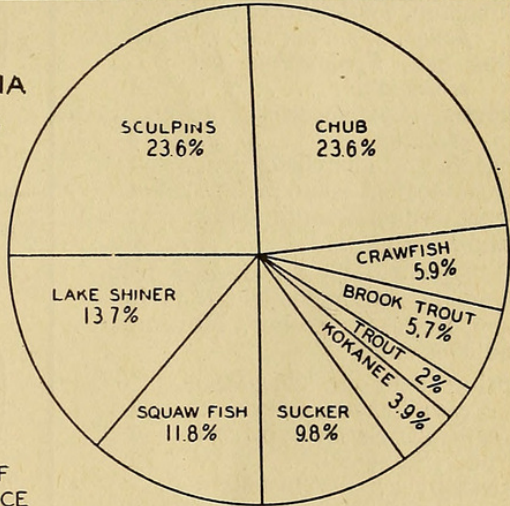 IA
SCULPINS
23.6%
CHUB
23.6%
CRAWFISH
5.9%
BROOK TROUT
5.7%
TROUT 2%
KOKANEE 3.9%
LAKE SHINER
13.7%
SQUAW FISH
11.8%
SUCKER
9.8%
F
CE